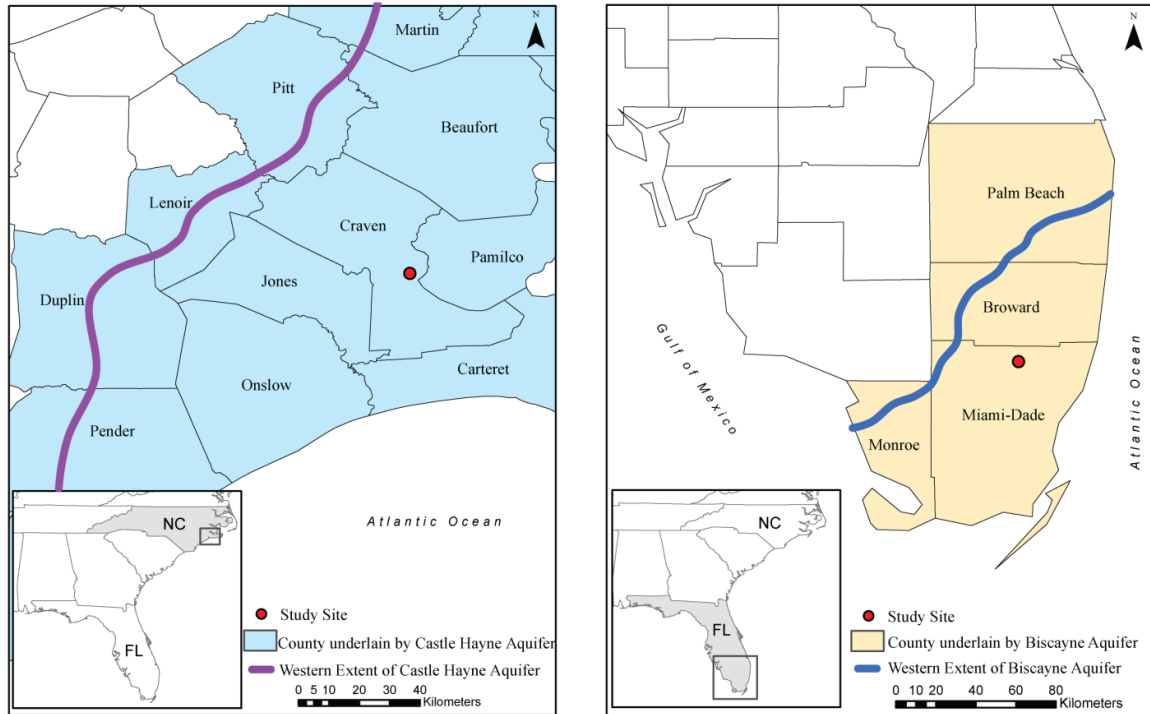 N
Martin
Pitt
Beaufort
Lenoir
Craven
Pamilco
Jones
Duplin
Onslow
Carteret
Pender
Atlantic Ocean
NC
FL
Study Site
County underlain by Castle Hayne Aquifer
Western Extent of Castle Hayne Aquifer
0 5 10 20 30 40
Kilometers
N
Palm Beach
Broward
Gulf of Mexico
Atlantic Ocean
Miami-Dade
Monroe
NC
FL
Study Site
County underlain by Biscayne Aquifer
Western Extent of Biscayne Aquifer
0 10 20 40 60 80
Kilometers